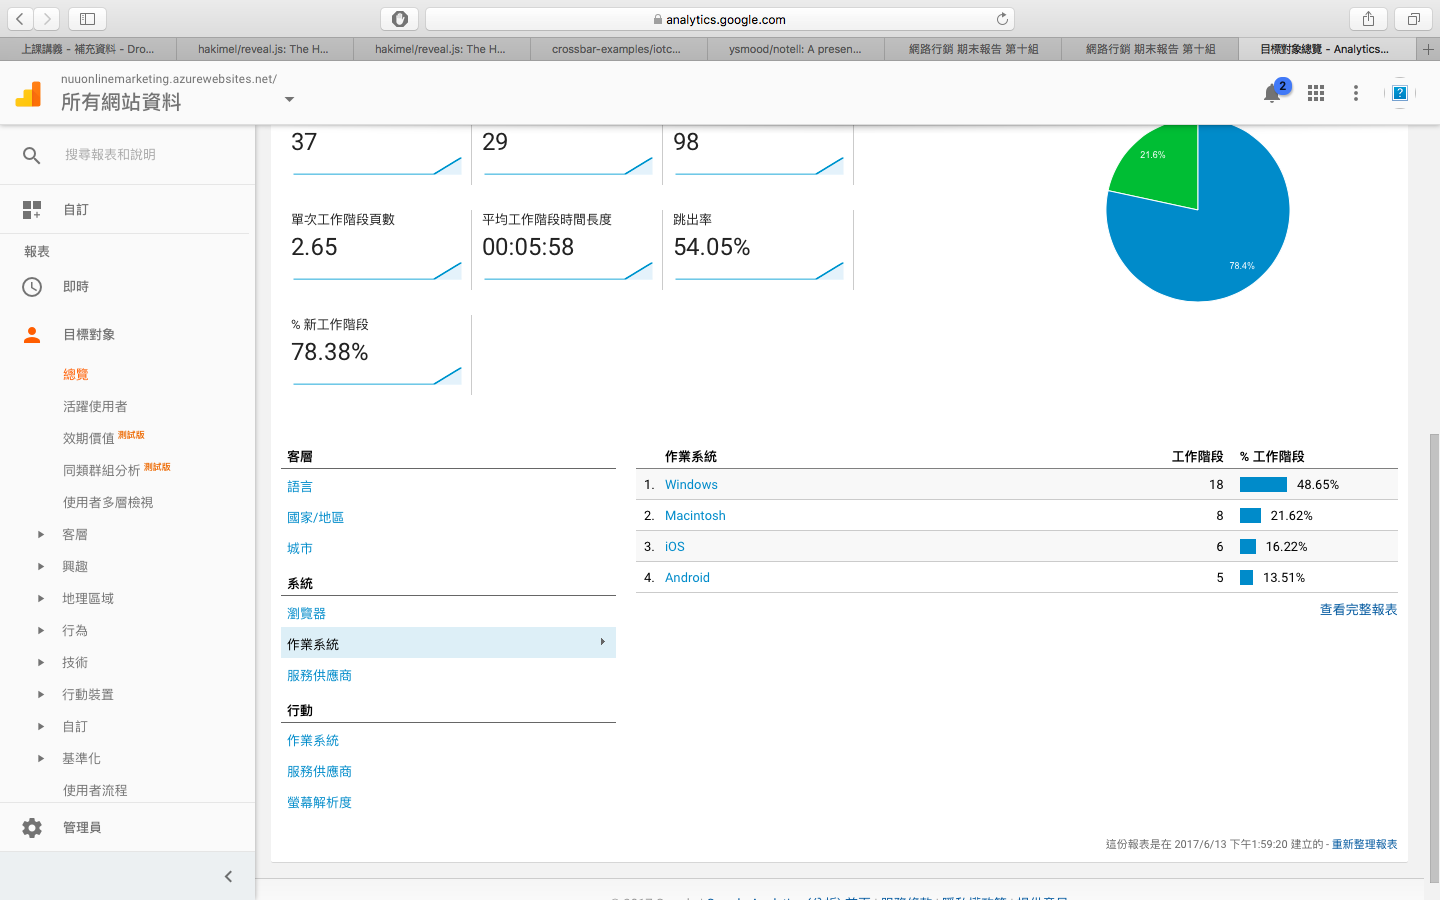 analytics.google.com
上課講義 - 補充資料 - Dro...
hakimel/reveal.js: The H...
hakimel/reveal.js: The H...
crossbar-examples/iotc...
ysmood/notell: A presen...
網路行銷 期末報告 第十組
網路行銷 期末報告 第十組
目標對象總覽 - Analytics...
nuuonlinemarketing.azurewebsites.net/
所有網站資料
2
搜尋報表和說明
自訂
報表
即時
目標對象
總覽
活躍使用者
效期價值 測試版
同類群組分析 測試版
使用者多層檢視
客層
興趣
地理區域
行為
技術
行動裝置
自訂
基準化
使用者流程
管理員
37
29
98
單次工作階段頁數
2.65
平均工作階段時間長度
00:05:58
跳出率
54.05%
% 新工作階段
78.38%
21.6%
78.4%
客層
語言
國家/地區
城市
系統
瀏覽器
作業系統
服務供應商
行動
作業系統
服務供應商
螢幕解析度
作業系統 工作階段 % 工作階段
1. Windows 18 48.65%
2. Macintosh 8 21.62%
3. iOS 6 16.22%
4. Android 5 13.51%
查看完整報表
這份報表是在 2017/6/13 下午1:59:20 建立的 - 重新整理報表